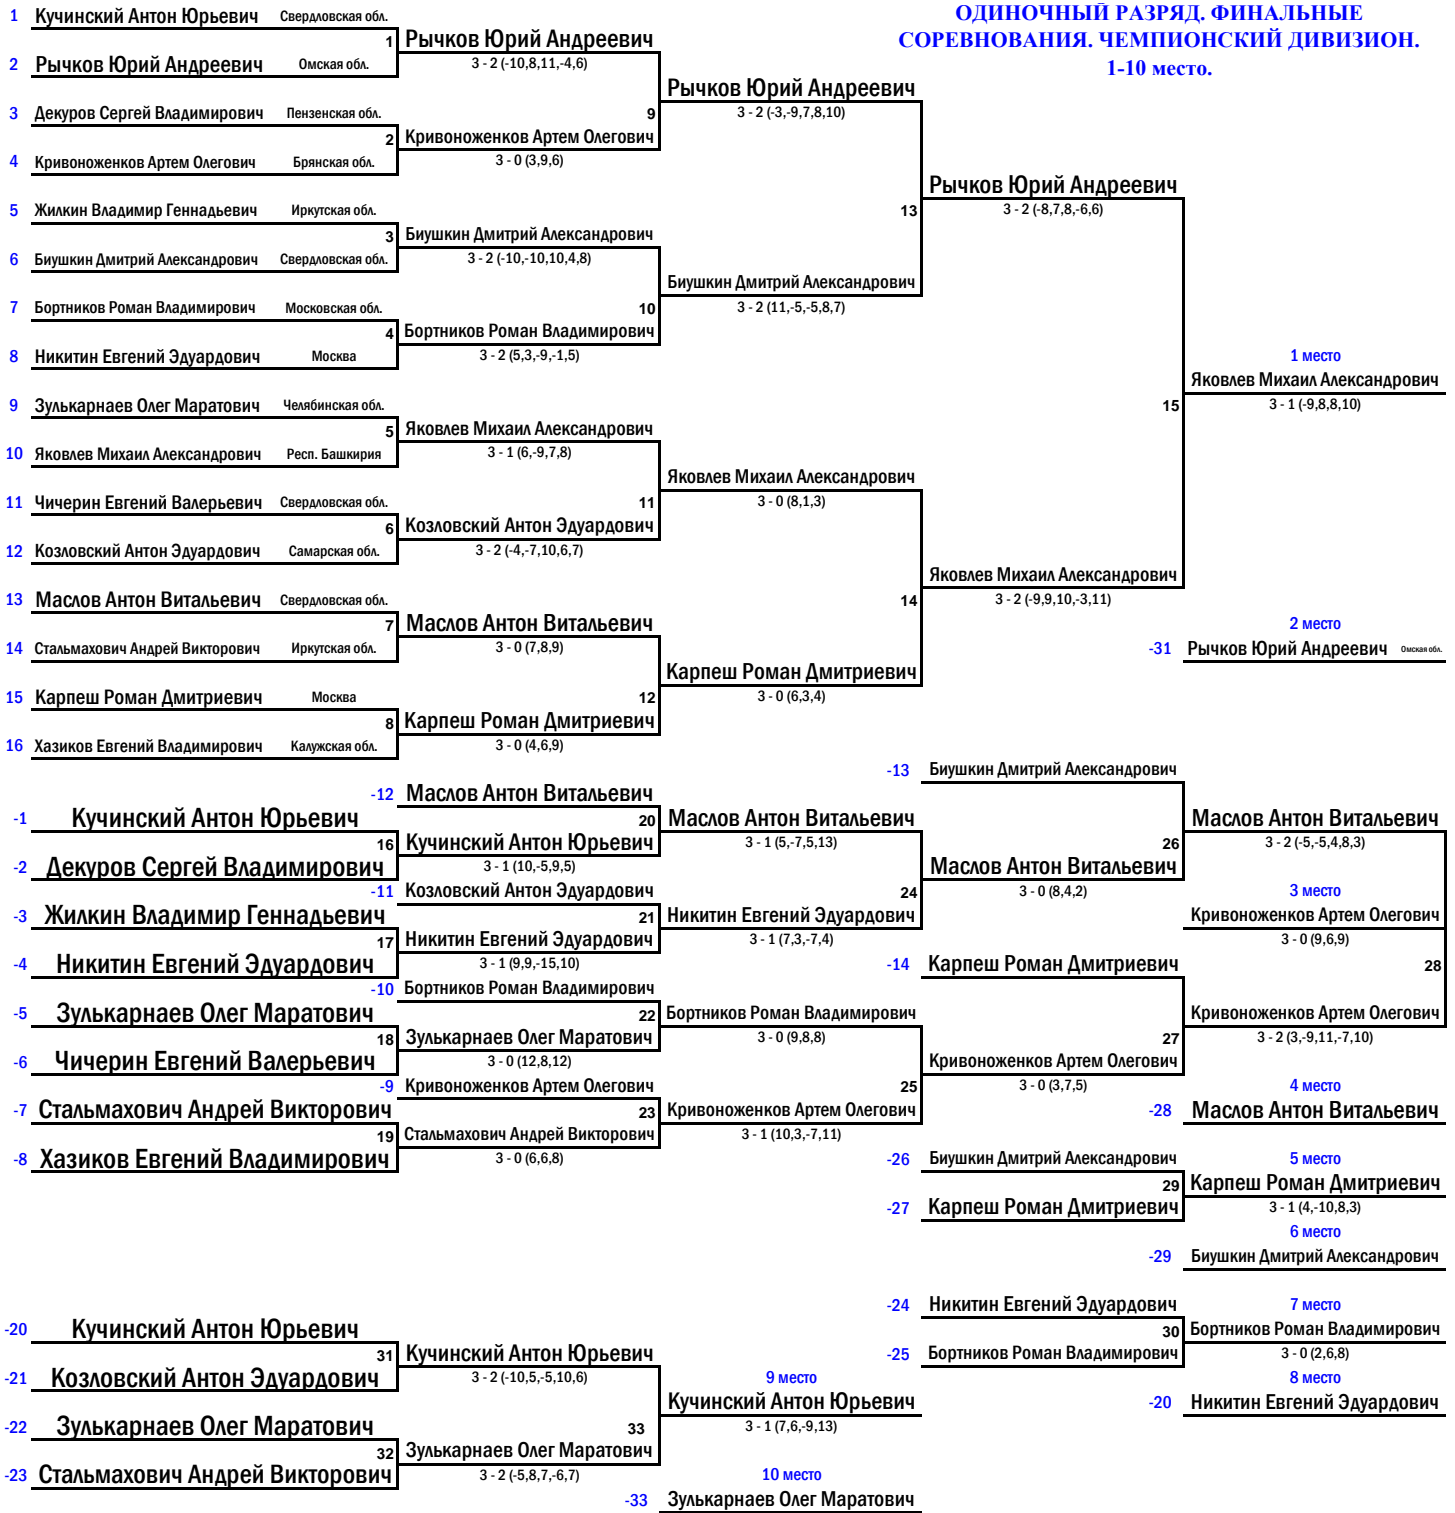 ОДИНОЧНЫЙ РАЗРЯД. ФИНАЛЬНЫЕ
СОРЕВНОВАНИЯ. ЧЕМПИОНСКИЙ ДИВИЗИОН.
1-10 место.
1 Кучинский Антон Юрьевич Свердловская обл.
1 Рычков Юрий Андреевич
2 Рычков Юрий Андреевич Омская обл.
3 - 2 (-10,8,11,-4,6)
Рычков Юрий Андреевич
3 Декуров Сергей Владимирович Пензенская обл.
9
3 - 2 (-3,-9,7,8,10)
2 Кривоноженков Артем Олегович
4 Кривоноженков Артем Олегович Брянская обл.
3 - 0 (3,9,6)
Рычков Юрий Андреевич
5 Жилкин Владимир Геннадьевич Иркутская обл.
13
3 - 2 (-8,7,8,-6,6)
3 Биушкин Дмитрий Александрович
6 Биушкин Дмитрий Александрович Свердловская обл.
3 - 2 (-10,-10,10,4,8)
Биушкин Дмитрий Александрович
7 Бортников Роман Владимирович Московская обл.
10
3 - 2 (11,-5,-5,8,7)
4 Бортников Роман Владимирович
8 Никитин Евгений Эдуардович Москва
3 - 2 (5,3,-9,-1,5)
1 место
Яковлев Михаил Александрович
9 Зулькарнаев Олег Маратович Челябинская обл.
15
3 - 1 (-9,8,8,10)
5 Яковлев Михаил Александрович
10 Яковлев Михаил Александрович Респ. Башкирия
3 - 1 (6,-9,7,8)
Яковлев Михаил Александрович
11 Чичерин Евгений Валерьевич Свердловская обл.
11
3 - 0 (8,1,3)
6 Козловский Антон Эдуардович
12 Козловский Антон Эдуардович Самарская обл.
3 - 2 (-4,-7,10,6,7)
Яковлев Михаил Александрович
13 Маслов Антон Витальевич Свердловская обл.
14
3 - 2 (-9,9,10,-3,11)
7 Маслов Антон Витальевич
2 место
14 Стальмахович Андрей Викторович Иркутская обл.
3 - 0 (7,8,9)
-31 Рычков Юрий Андреевич Омская обл.
Карпеш Роман Дмитриевич
15 Карпеш Роман Дмитриевич Москва
12
3 - 0 (6,3,4)
8 Карпеш Роман Дмитриевич
16 Хазиков Евгений Владимирович Калужская обл.
3 - 0 (4,6,9)
-13 Биушкин Дмитрий Александрович
-12 Маслов Антон Витальевич
-1 Кучинский Антон Юрьевич
20 Маслов Антон Витальевич
Маслов Антон Витальевич
16 Кучинский Антон Юрьевич
3 - 1 (5,-7,5,13)
26
3 - 2 (-5,-5,4,8,3)
-2 Декуров Сергей Владимирович
3 - 1 (10,-5,9,5)
Маслов Антон Витальевич
-11 Козловский Антон Эдуардович
24
3 - 0 (8,4,2)
3 место
-3 Жилкин Владимир Геннадьевич
21 Никитин Евгений Эдуардович
Кривоноженков Артем Олегович
17 Никитин Евгений Эдуардович
3 - 1 (7,3,-7,4)
3 - 0 (9,6,9)
-4 Никитин Евгений Эдуардович
3 - 1 (9,9,-15,10)
-14 Карпеш Роман Дмитриевич
28
-10 Бортников Роман Владимирович
-5 Зулькарнаев Олег Маратович
22 Бортников Роман Владимирович
Кривоноженков Артем Олегович
18 Зулькарнаев Олег Маратович
3 - 0 (9,8,8)
27
3 - 2 (3,-9,11,-7,10)
-6 Чичерин Евгений Валерьевич
3 - 0 (12,8,12)
Кривоноженков Артем Олегович
-9 Кривоноженков Артем Олегович
25
3 - 0 (3,7,5)
4 место
-7 Стальмахович Андрей Викторович
23 Кривоноженков Артем Олегович
-28 Маслов Антон Витальевич
19 Стальмахович Андрей Викторович
3 - 1 (10,3,-7,11)
-8 Хазиков Евгений Владимирович
3 - 0 (6,6,8)
-26 Биушкин Дмитрий Александрович
5 место
29 Карпеш Роман Дмитриевич
-27 Карпеш Роман Дмитриевич
3 - 1 (4,-10,8,3)
6 место
-29 Биушкин Дмитрий Александрович
-24 Никитин Евгений Эдуардович
7 место
-20 Кучинский Антон Юрьевич
30 Бортников Роман Владимирович
31 Кучинский Антон Юрьевич
-25 Бортников Роман Владимирович
3 - 0 (2,6,8)
-21 Козловский Антон Эдуардович
3 - 2 (-10,5,-5,10,6)
9 место
8 место
Кучинский Антон Юрьевич
-20 Никитин Евгений Эдуардович
-22 Зулькарнаев Олег Маратович
33
3 - 1 (7,6,-9,13)
32 Зулькарнаев Олег Маратович
-23 Стальмахович Андрей Викторович
3 - 2 (-5,8,7,-6,7)
10 место
-33 Зулькарнаев Олег Маратович